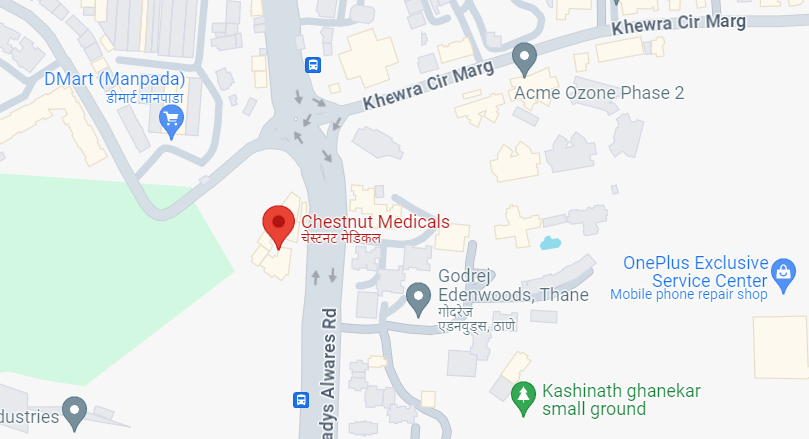 Khewra Cir Marg
DMart (Manpada)
डीमार्ट मानपाडा
Khewra Cir Marg
Acme Ozone Phase 2
Chestnut Medicals
चेस्टनट मेडिकल
OnePlus Exclusive
Service Center
Mobile phone repair shop
Godrej
Edenwoods, Thane
गोदरेज
एडनवुड्स, ठाणे
adys Alwares Rd
Kashinath ghanekar
small ground
dustries